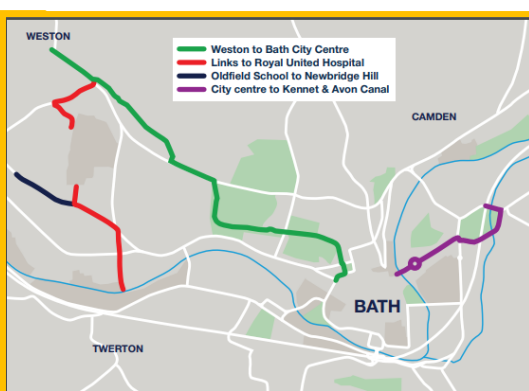 WESTON
Weston to Bath City Centre
Links to Royal United Hospital
Oldfield School to Newbridge Hill
City centre to Kennet & Avon Canal
CAMDEN
BATH
TWERTON